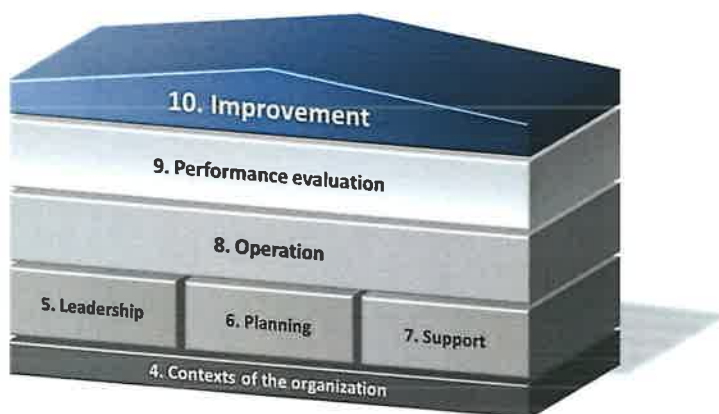 10. Improvement
9. Performance evaluation
8. Operation
5. Leadership
6. Planning
7. Support
4. Contexts of the organization